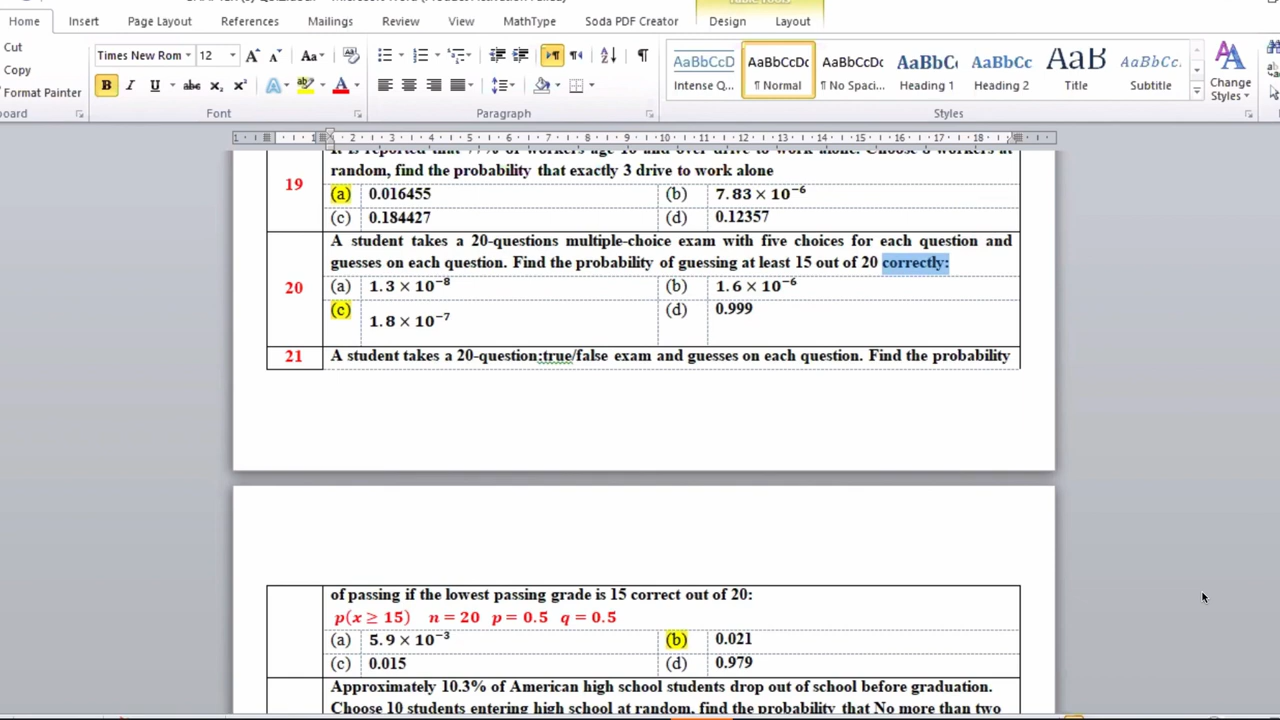 Home Insert Page Layout References Mailings Review View MathType Soda PDF Creator Design Layout
Cut
Copy
Format Painter
Times New Rom 12
Intense Q... ¶ Normal ¶ No Spaci... Heading 1 Heading 2 Title Subtitle
Change Styles
Font Paragraph Styles
random, find the probability that exactly 3 drive to work alone
19
(a) 0.016455 (b) 7.83 × 10⁻⁶
(c) 0.184427 (d) 0.12357
A student takes a 20-questions multiple-choice exam with five choices for each question and
guesses on each question. Find the probability of guessing at least 15 out of 20 correctly:
20
(a) 1.3 × 10⁻⁸ (b) 1.6 × 10⁻⁶
(c) 1.8 × 10⁻⁷ (d) 0.999
21 A student takes a 20-question:true/false exam and guesses on each question. Find the probability
of passing if the lowest passing grade is 15 correct out of 20:
p(x ≥ 15) n = 20 p = 0.5 q = 0.5
(a) 5.9 × 10⁻³ (b) 0.021
(c) 0.015 (d) 0.979
Approximately 10.3% of American high school students drop out of school before graduation.
Choose 10 students entering high school at random, find the probability that No more than two